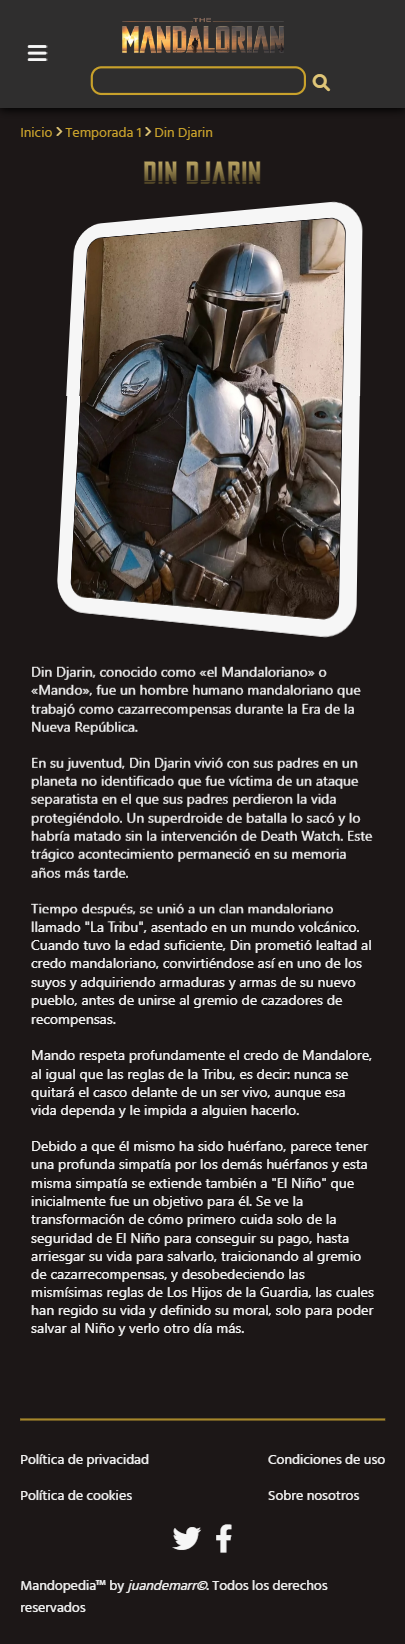 THE
MANDALORIAN
Inicio > Temporada 1 > Din Djarin
DIN DJARIN
Din Djarin, conocido como «el Mandaloriano» o
«Mando», fue un hombre humano mandaloriano que
trabajó como cazarrecompensas durante la Era de la
Nueva República.
En su juventud, Din Djarin vivió con sus padres en un
planeta no identificado que fue víctima de un ataque
separatista en el que sus padres perdieron la vida
protegiéndolo. Un superdroide de batalla lo sacó y lo
habría matado sin la intervención de Death Watch. Este
trágico acontecimiento permaneció en su memoria
años más tarde.
Tiempo después, se unió a un clan mandaloriano
llamado "La Tribu", asentado en un mundo volcánico.
Cuando tuvo la edad suficiente, Din prometió lealtad al
credo mandaloriano, convirtiéndose así en uno de los
suyos y adquiriendo armaduras y armas de su nuevo
pueblo, antes de unirse al gremio de cazadores de
recompensas.
Mando respeta profundamente el credo de Mandalore,
al igual que las reglas de la Tribu, es decir: nunca se
quitará el casco delante de un ser vivo, aunque esa
vida dependa y le impida a alguien hacerlo.
Debido a que él mismo ha sido huérfano, parece tener
una profunda simpatía por los demás huérfanos y esta
misma simpatía se extiende también a "El Niño" que
inicialmente fue un objetivo para él. Se ve la
transformación de cómo primero cuida solo de la
seguridad de El Niño para conseguir su pago, hasta
arriesgar su vida para salvarlo, traicionando al gremio
de cazarrecompensas, y desobedeciendo las
mismísimas reglas de Los Hijos de la Guardia, las cuales
han regido su vida y definido su moral, solo para poder
salvar al Niño y verlo otro día más.
Política de privacidad Condiciones de uso
Política de cookies Sobre nosotros
Mandopedia™ by juandemarr©. Todos los derechos
reservados